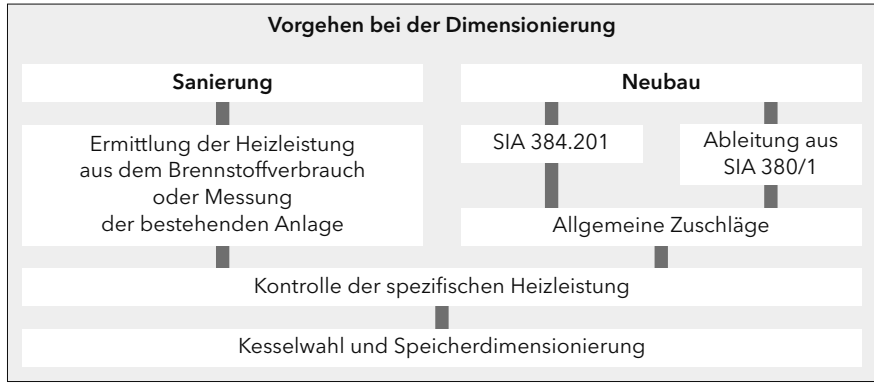 Vorgehen bei der Dimensionierung
Sanierung
Ermittlung der Heizleistung
aus dem Brennstoffverbrauch
oder Messung
der bestehenden Anlage
Neubau
SIA 384.201
Ableitung aus
SIA 380/1
Allgemeine Zuschläge
Kontrolle der spezifischen Heizleistung
Kesselwahl und Speicherdimensionierung